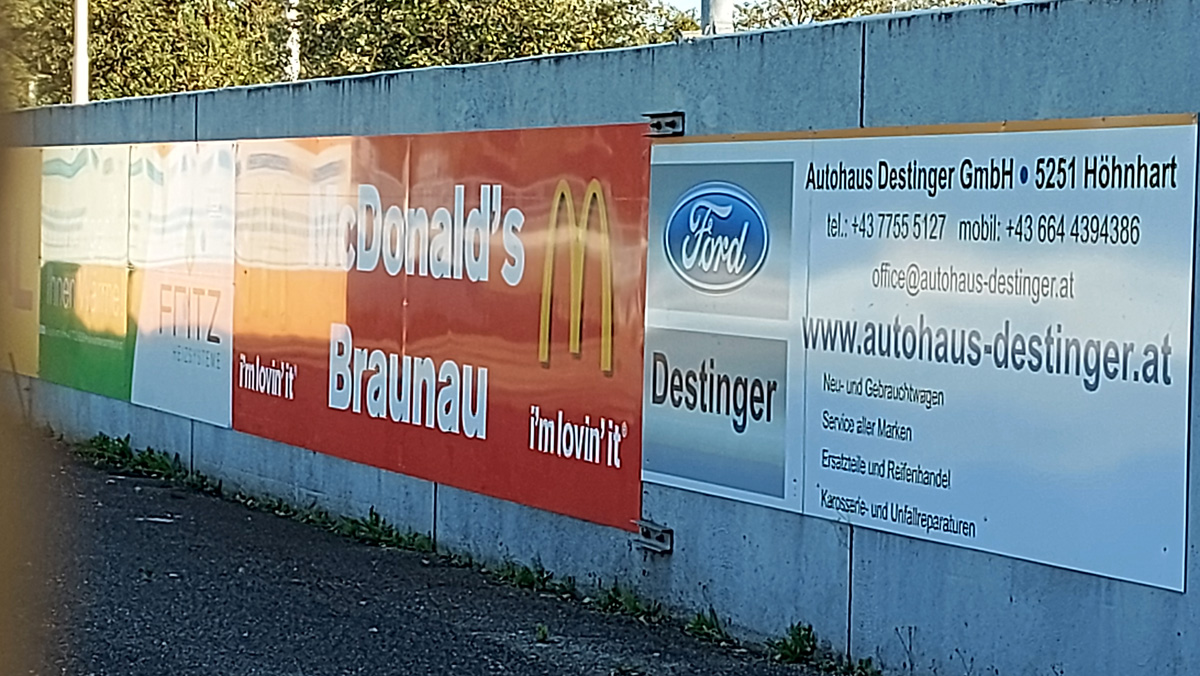 FRITZ
HEIZSYSTEME
McDonald's
Braunau
i'm lovin' it
i'm lovin' it®
Ford
Destinger
Autohaus Destinger GmbH • 5251 Höhnhart
tel.: +43 7755 5127 mobil: +43 664 4394386
office@autohaus-destinger.at
www.autohaus-destinger.at
Neu- und Gebrauchtwagen
Service aller Marken
Ersatzteile und Reifenhandel
Karosserie- und Unfallreparaturen